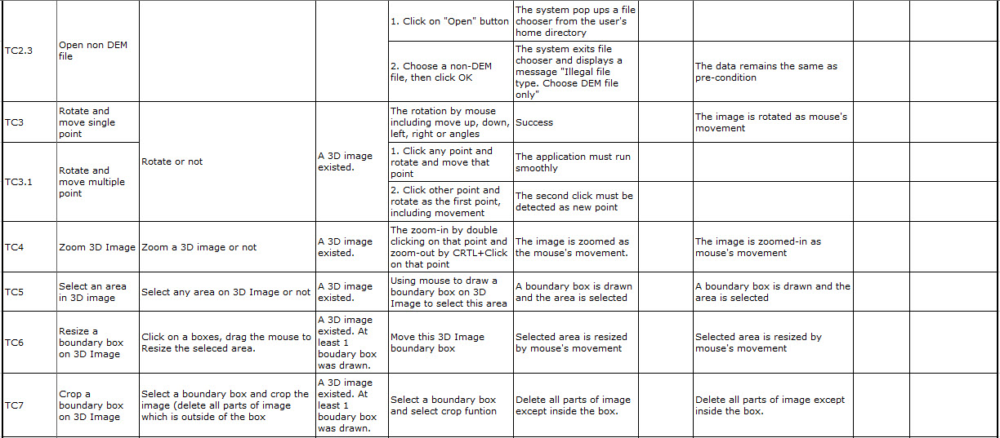 TC2.3
Open non DEM
file
1. Click on "Open" button
The system pop ups a file
chooser from the user's
home directory
2. Choose a non-DEM
file, then click OK
The system exits file
chooser and displays a
message "Illegal file
type. Choose DEM file
only"
The data remains the same as
pre-condition
TC3
Rotate and
move single
point
Rotate or not
A 3D image
existed.
The rotation by mouse
including move up, down,
left, right or angles
Success
The image is rotated as mouse's
movement
TC3.1
Rotate and
move multiple
point
1. Click any point and
rotate and move that
point
The application must run
smoothly
2. Click other point and
rotate as the first point,
including movement
The second click must be
detected as new point
TC4
Zoom 3D Image
Zoom a 3D image or not
A 3D image
existed.
The zoom-in by double
clicking on that point and
zoom-out by CRTL+Click
on that point
The image is zoomed as
the mouse's movement.
The image is zoomed-in as
mouse's movement
TC5
Select an area
in 3D image
Select any area on 3D Image or not
A 3D image
existed.
Using mouse to draw a
boundary box on 3D
Image to select this area
A boundary box is drawn
and the area is selected
A boundary box is drawn and the
area is selected
TC6
Resize a
boundary box
on 3D Image
Click on a boxes, drag the mouse to
Resize the seleced area.
A 3D image
existed. At
least 1
boudary box
was drawn.
Move this 3D Image
boundary box
Selected area is resized
by mouse's movement
Selected area is resized by
mouse's movement
TC7
Crop a
boundary box
on 3D Image
Select a boundary box and crop the
image (delete all parts of image
which is outside of the box
A 3D image
existed. At
least 1
boudary box
was drawn.
Select a boundary box
and select crop funtion
Delete all parts of image
except inside the box.
Delete all parts of image except
inside the box.